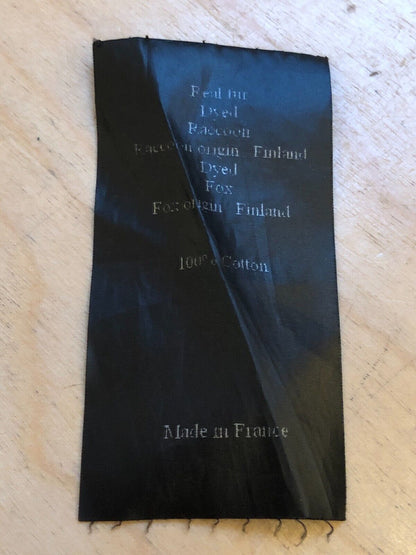 Real fur
Dyed
Raccoon
Raccoon origin Finland
Dyed
Fox
Fox origin Finland
100% Cotton
Made in France